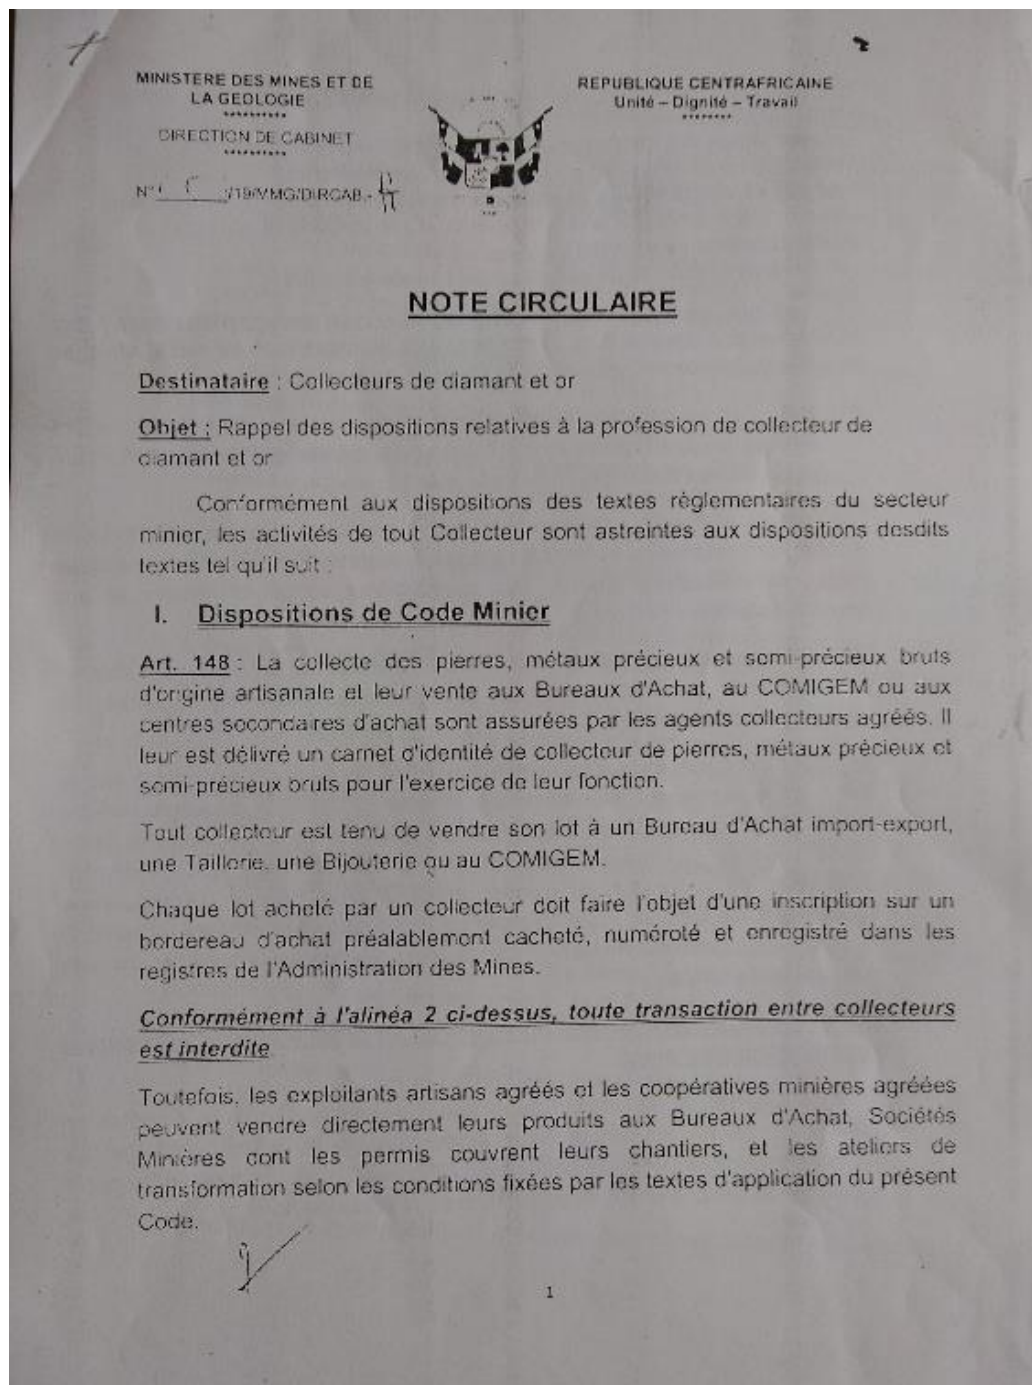 MINISTERE DES MINES ET DE
LA GEOLOGIE
**********
DIRECTION DE CABINET
**********
N° /19/VMG/DIRCAB.-
REPUBLIQUE CENTRAFRICAINE
Unité – Dignité – Travail
********
NOTE CIRCULAIRE
Destinataire : Collecteurs de diamant et or
Objet : Rappel des dispositions relatives à la profession de collecteur de
diamant et or
Conformément aux dispositions des textes règlementaires du secteur
minier, les activités de tout Collecteur sont astreintes aux dispositions desdits
textes tel qu'il suit :
I. Dispositions de Code Minier
Art. 148 : La collecte des pierres, métaux précieux et semi-précieux bruts
d'origine artisanale et leur vente aux Bureaux d'Achat, au COMIGEM ou aux
centres secondaires d'achat sont assurées par les agents collecteurs agréés. Il
leur est délivré un carnet d'identité de collecteur de pierres, métaux précieux et
semi-précieux bruts pour l'exercice de leur fonction.
Tout collecteur est tenu de vendre son lot à un Bureau d'Achat import-export,
une Taillerie, une Bijouterie ou au COMIGEM.
Chaque lot acheté par un collecteur doit faire l'objet d'une inscription sur un
bordereau d'achat préalablement cacheté, numéroté et enregistré dans les
registres de l'Administration des Mines.
Conformément à l'alinéa 2 ci-dessus, toute transaction entre collecteurs
est interdite
Toutefois, les exploitants artisans agréés et les coopératives minières agréées
peuvent vendre directement leurs produits aux Bureaux d'Achat, Sociétés
Minières dont les permis couvrent leurs chantiers, et les ateliers de
transformation selon les conditions fixées par les textes d'application du présent
Code.
1